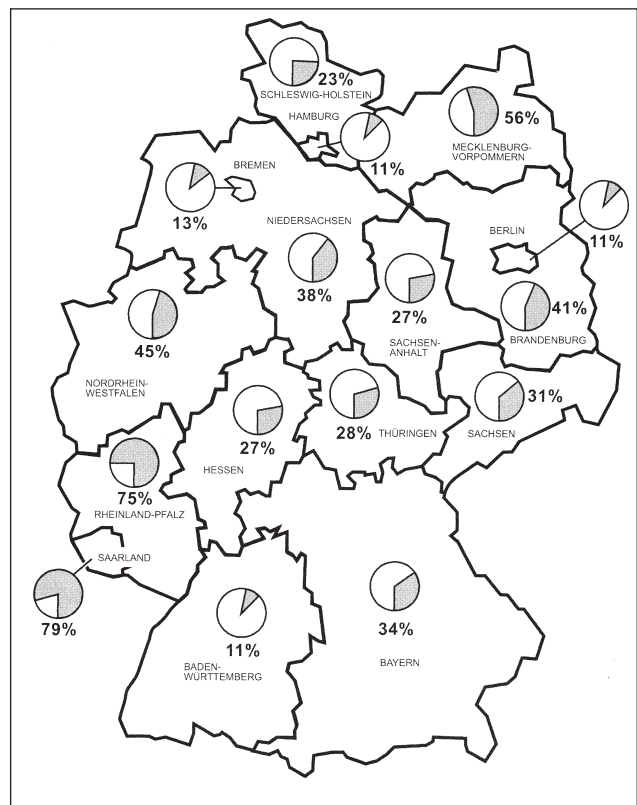 23%
SCHLESWIG-HOLSTEIN
HAMBURG
11%
56%
MECKLENBURG-
VORPOMMERN
BREMEN
13%
NIEDERSACHSEN
38%
BERLIN
11%
27%
SACHSEN-
ANHALT
41%
BRANDENBURG
45%
NORDRHEIN-
WESTFALEN
27%
HESSEN
28%
THÜRINGEN
31%
SACHSEN
75%
RHEINLAND-PFALZ
SAARLAND
79%
11%
BADEN-
WÜRTTEMBERG
34%
BAYERN